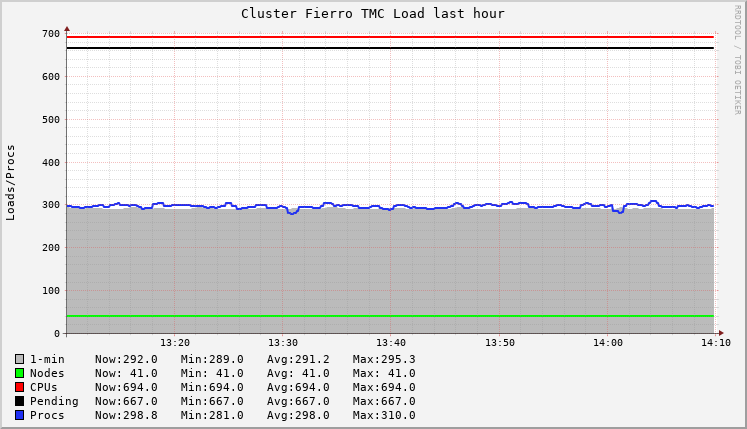 Cluster Fierro TMC Load last hour
RRDTOOL / TOBI OETIKER
Loads/Procs
700
600
500
400
300
200
100
0
13:20 13:30 13:40 13:50 14:00 14:10
1-min Now:292.0 Min:289.0 Avg:291.2 Max:295.3
Nodes Now: 41.0 Min: 41.0 Avg: 41.0 Max: 41.0
CPUs Now:694.0 Min:694.0 Avg:694.0 Max:694.0
Pending Now:667.0 Min:667.0 Avg:667.0 Max:667.0
Procs Now:298.8 Min:281.0 Avg:298.0 Max:310.0